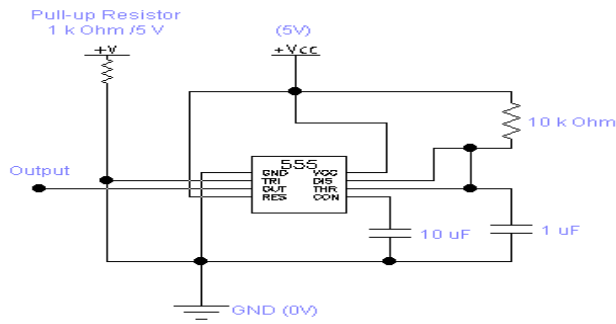 Pull-up Resistor
1 k Ohm /5 V
+V
(5V)
+Vcc
10 k Ohm
555
GND VCC
TRI DIS
OUT THR
RES CON
Output
10 uF
1 uF
GND (0V)